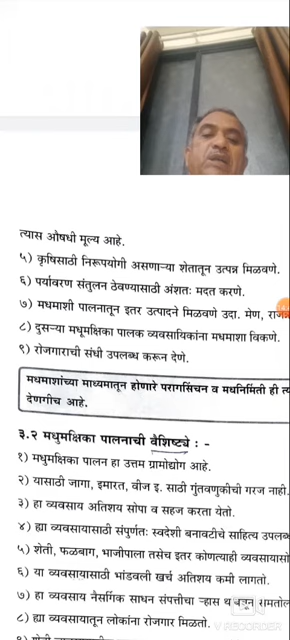 त्यास औषधी मूल्य आहे.
५) कृषिसाठी निरूपयोगी असणाऱ्या शेतातून उत्पन्न मिळवणे.
६) पर्यावरण संतुलन ठेवण्यासाठी अंशतः मदत करणे.
७) मधमाशी पालनातून इतर उत्पादने मिळवणे उदा. मेण,
८) दुसऱ्या मधूमक्षिका पालक व्यवसायिकांना मधमाशा विकणे.
९) रोजगाराची संधी उपलब्ध करून देणे.
मधमाशांच्या माध्यमातून होणारे परागसिंचन व मधनिर्मिती ही
देणगीच आहे.
३.२ मधुमक्षिका पालनाची वैशिष्ट्ये : -
१) मधुमक्षिका पालन हा उत्तम ग्रामोद्योग आहे.
२) यासाठी जागा, इमारत, वीज इ. साठी गुंतवणुकीची गरज नाही.
३) हा व्यवसाय अतिशय सोपा व सहज करता येतो.
४) ह्या व्यवसायासाठी संपुर्णतः स्वदेशी बनावटीचे साहित्य
५) शेती, फळबाग, भाजीपाला तसेच इतर कोणत्याही
६) या व्यवसायासाठी भांडवली खर्च अतिशय कमी लागतो.
७) हा व्यवसाय नैसर्गिक साधन संपत्तीचा ऱ्हास
८) ह्या व्यवसायातून लोकांना रोजगार मिळतो.
V RECORDER